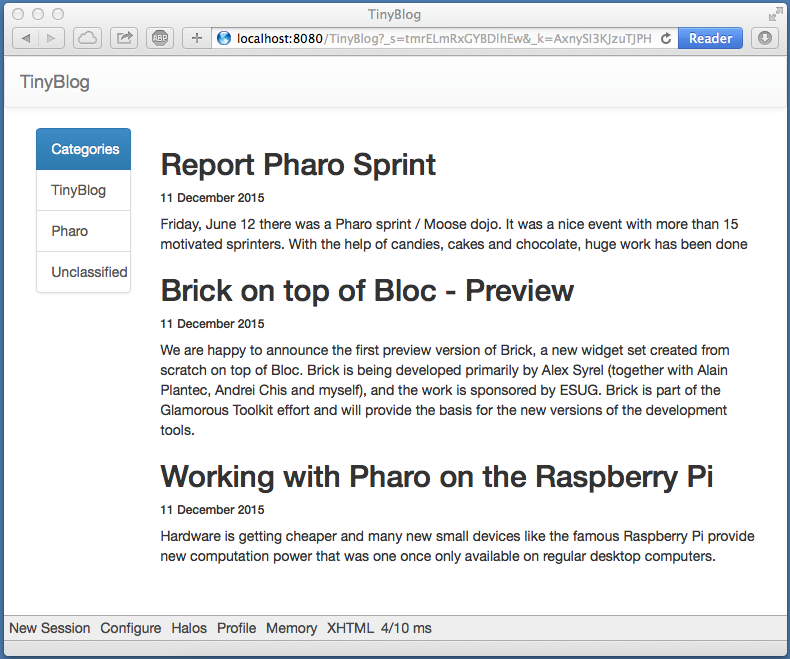 TinyBlog
ABP
localhost:8080/TinyBlog?_s=tmrELmRxGYBDlhEw&_k=AxnySI3KJzuTJPH
Reader
TinyBlog
Categories
TinyBlog
Pharo
Unclassified
Report Pharo Sprint
11 December 2015
Friday, June 12 there was a Pharo sprint / Moose dojo. It was a nice event with more than 15
motivated sprinters. With the help of candies, cakes and chocolate, huge work has been done
Brick on top of Bloc - Preview
11 December 2015
We are happy to announce the first preview version of Brick, a new widget set created from
scratch on top of Bloc. Brick is being developed primarily by Alex Syrel (together with Alain
Plantec, Andrei Chis and myself), and the work is sponsored by ESUG. Brick is part of the
Glamorous Toolkit effort and will provide the basis for the new versions of the development
tools.
Working with Pharo on the Raspberry Pi
11 December 2015
Hardware is getting cheaper and many new small devices like the famous Raspberry Pi provide
new computation power that was one once only available on regular desktop computers.
New Session Configure Halos Profile Memory XHTML 4/10 ms